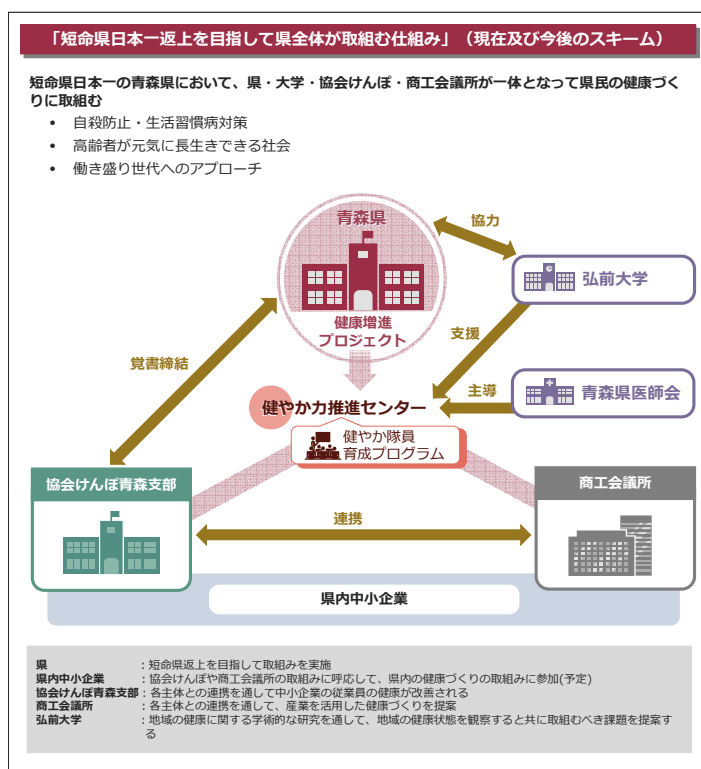 「短命県日本一返上を目指して県全体が取組む仕組み」（現在及び今後のスキーム）
短命県日本一の青森県において、県・大学・協会けんぽ・商工会議所が一体となって県民の健康づく
りに取組む
• 自殺防止・生活習慣病対策
• 高齢者が元気に長生きできる社会
• 働き盛り世代へのアプローチ
青森県
健康増進
プロジェクト
協力
弘前大学
支援
覚書締結
主導
青森県医師会
健やか力推進センター
健やか隊員
育成プログラム
協会けんぽ青森支部
商工会議所
連携
県内中小企業
県 ：短命県返上を目指して取組みを実施
県内中小企業 ：協会けんぽや商工会議所の取組みに呼応して、県内の健康づくりの取組みに参加(予定)
協会けんぽ青森支部：各主体との連携を通して中小企業の従業員の健康が改善される
商工会議所 ：各主体との連携を通して、産業を活用した健康づくりを提案
弘前大学 ：地域の健康に関する学術的な研究を通して、地域の健康状態を観察すると共に取組むべき課題を提案す
る